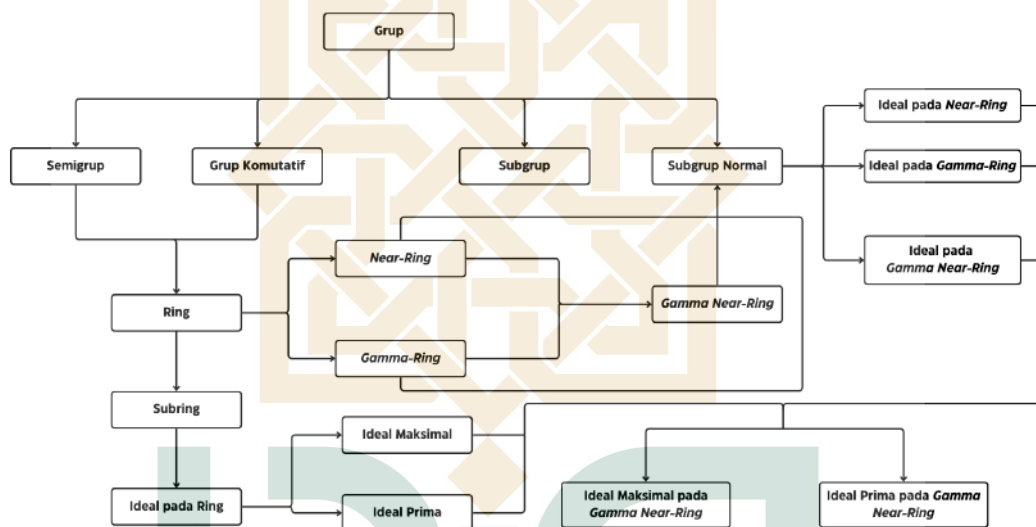 Grup
Semigrup
Grup Komutatif
Subgrup
Subgrup Normal
Ideal pada Near-Ring
Ideal pada Gamma-Ring
Ideal pada
Gamma Near-Ring
Near-Ring
Gamma Near-Ring
Ring
Gamma-Ring
Subring
Ideal Maksimal
Ideal pada Ring
Ideal Prima
Ideal Maksimal pada
Gamma Near-Ring
Ideal Prima pada Gamma
Near-Ring